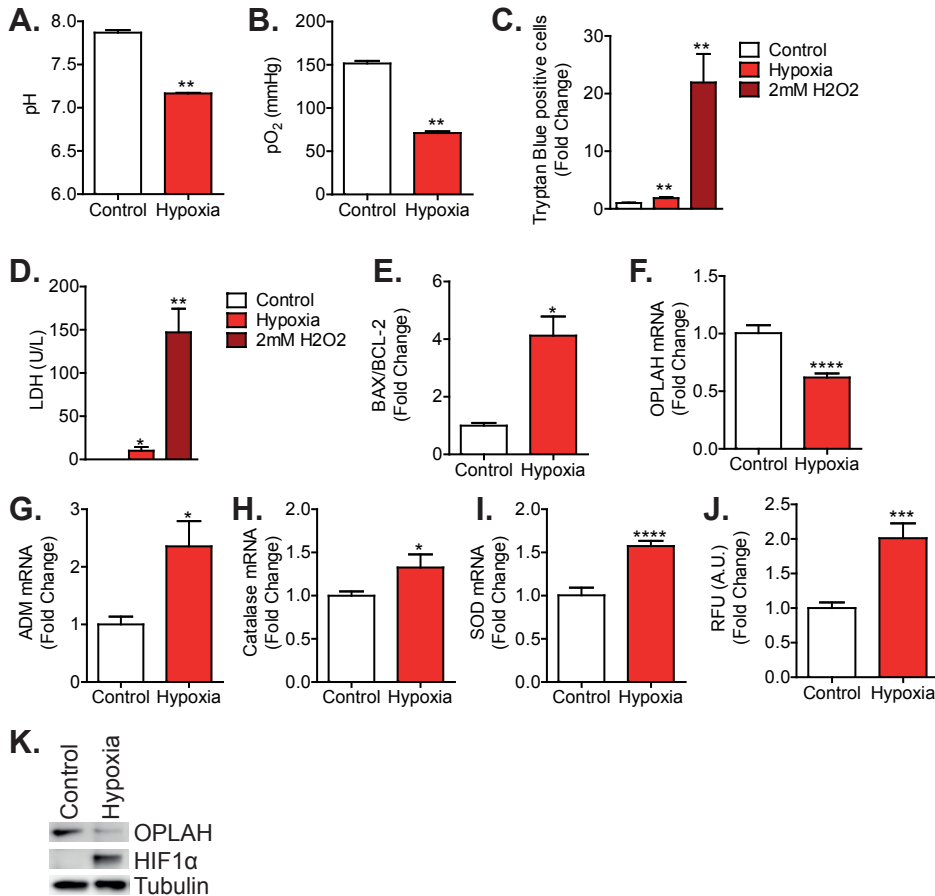 A.
8.0
7.5
7.0
6.5
6.0
pH
**
Control Hypoxia
B.
200
150
100
50
0
pO2 (mmHg)
**
Control Hypoxia
C.
30
20
10
0
Tryptan Blue positive cells
(Fold Change)
**
**
Control
Hypoxia
2mM H2O2
D.
200
150
100
50
0
LDH (U/L)
*
**
Control
Hypoxia
2mM H2O2
E.
6
4
2
0
BAX/BCL-2
(Fold Change)
*
Control Hypoxia
F.
1.5
1.0
0.5
0.0
OPLAH mRNA
(Fold Change)
****
Control Hypoxia
G.
3
2
1
0
ADM mRNA
(Fold Change)
*
Control Hypoxia
H.
2.0
1.5
1.0
0.5
0.0
Catalase mRNA
(Fold Change)
*
Control Hypoxia
I.
2.0
1.5
1.0
0.5
0.0
SOD mRNA
(Fold Change)
****
Control Hypoxia
J.
2.5
2.0
1.5
1.0
0.5
0.0
RFU (A.U.)
(Fold Change)
***
Control Hypoxia
K.
Control
Hypoxia
OPLAH
HIF1α
Tubulin